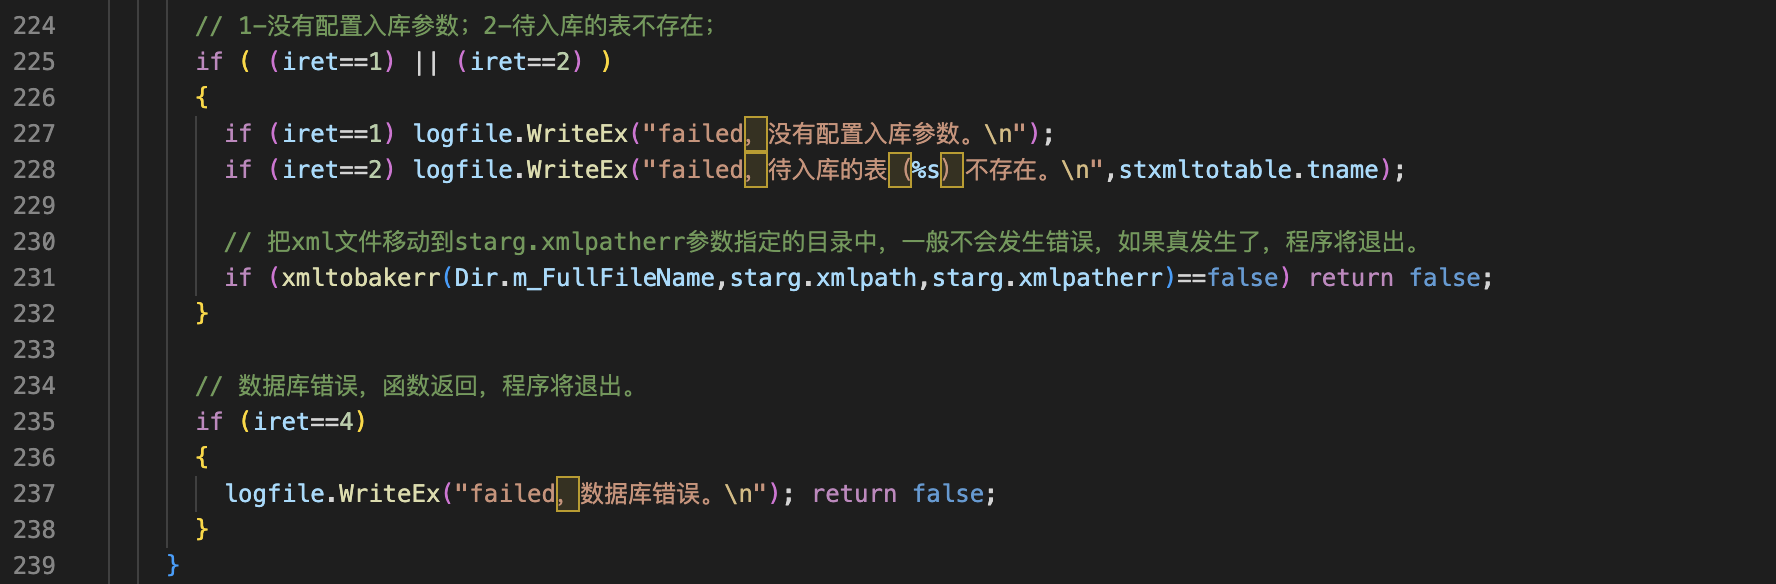 224 // 1-没有配置入库参数；2-待入库的表不存在；
225 if ( (iret==1) || (iret==2) )
226 {
227 if (iret==1) logfile.WriteEx("failed，没有配置入库参数。\n");
228 if (iret==2) logfile.WriteEx("failed，待入库的表（%s）不存在。\n",stxmltotable.tname);
229
230 // 把xml文件移动到starg.xmlpatherr参数指定的目录中，一般不会发生错误，如果真发生了，程序将退出。
231 if (xmltobakerr(Dir.m_FullFileName,starg.xmlpath,starg.xmlpatherr)==false) return false;
232 }
233
234 // 数据库错误，函数返回，程序将退出。
235 if (iret==4)
236 {
237 logfile.WriteEx("failed，数据库错误。\n"); return false;
238 }
239 }